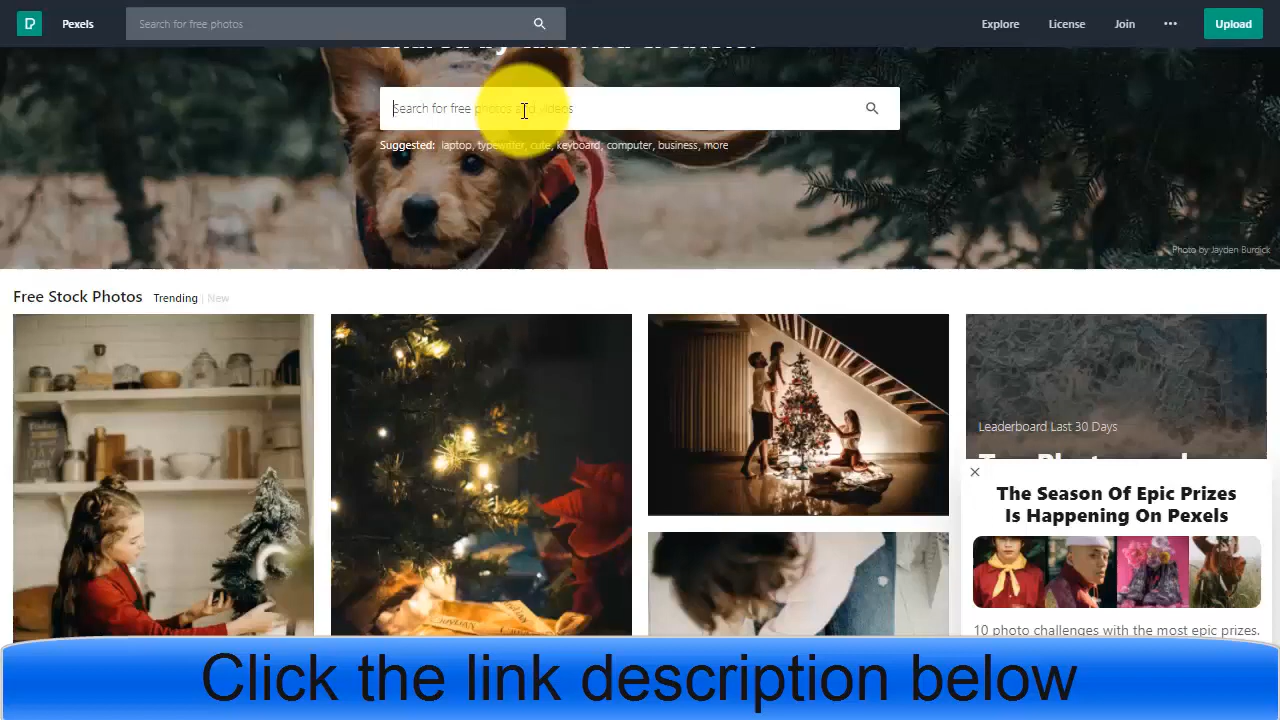 Pexels
Search for free photos
Explore
License
Join
Upload
Search for free photos and videos
Suggested: laptop, typewriter, cute, keyboard, computer, business, more
Photo by Jayden Burdick
Free Stock Photos
Trending | New
Leaderboard Last 30 Days
The Season Of Epic Prizes
Is Happening On Pexels
10 photo challenges with the most epic prizes.
Click the link description below